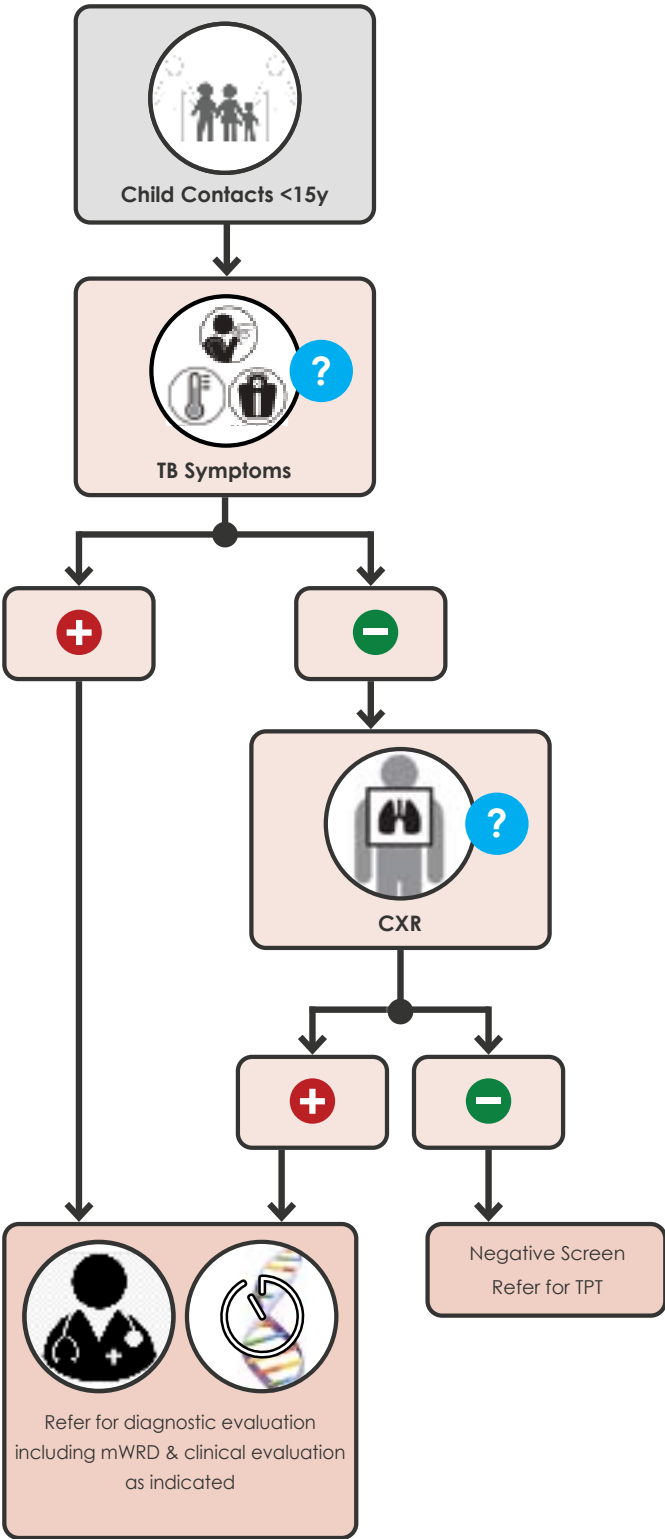 Child Contacts <15y
?
TB Symptoms
?
CXR
Negative Screen
Refer for TPT
Refer for diagnostic evaluation
including mWRD & clinical evaluation
as indicated